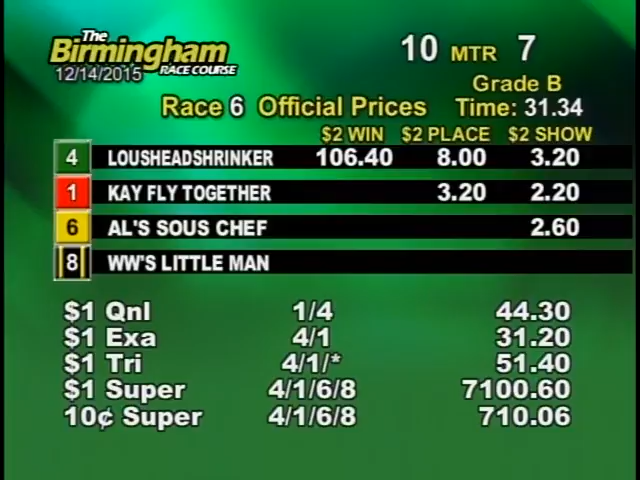 The
Birmingham
RACE COURSE
12/14/2015
10 MTR 7
Grade B
Race 6 Official Prices Time: 31.34
$2 WIN $2 PLACE $2 SHOW
4 LOUSHEADSHRINKER 106.40 8.00 3.20
1 KAY FLY TOGETHER 3.20 2.20
6 AL'S SOUS CHEF 2.60
8 WW'S LITTLE MAN
$1 Qnl 1/4 44.30
$1 Exa 4/1 31.20
$1 Tri 4/1/* 51.40
$1 Super 4/1/6/8 7100.60
10¢ Super 4/1/6/8 710.06